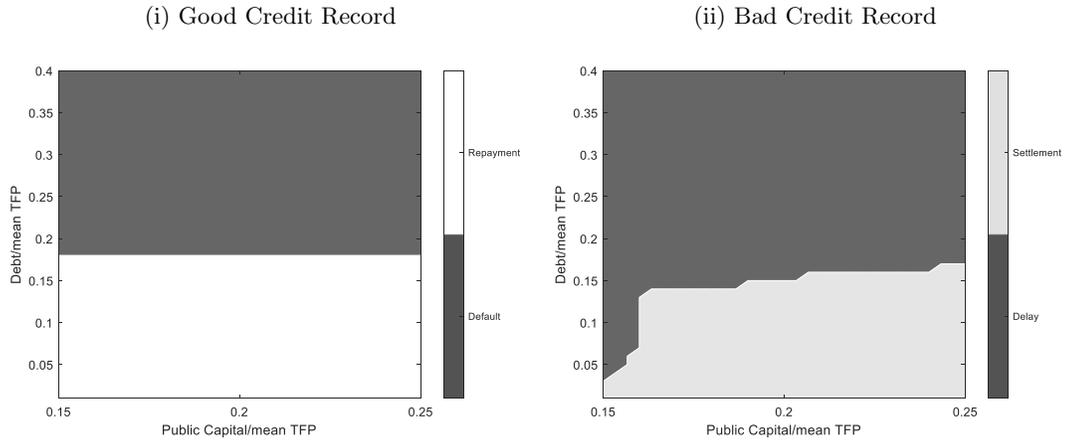 (i) Good Credit Record
(ii) Bad Credit Record
0.4
0.35
0.3
0.25
0.2
0.15
0.1
0.05
Debt/mean TFP
0.15
0.2
0.25
Public Capital/mean TFP
Repayment
Default
0.4
0.35
0.3
0.25
0.2
0.15
0.1
0.05
Debt/mean TFP
0.15
0.2
0.25
Public Capital/mean TFP
Settlement
Delay